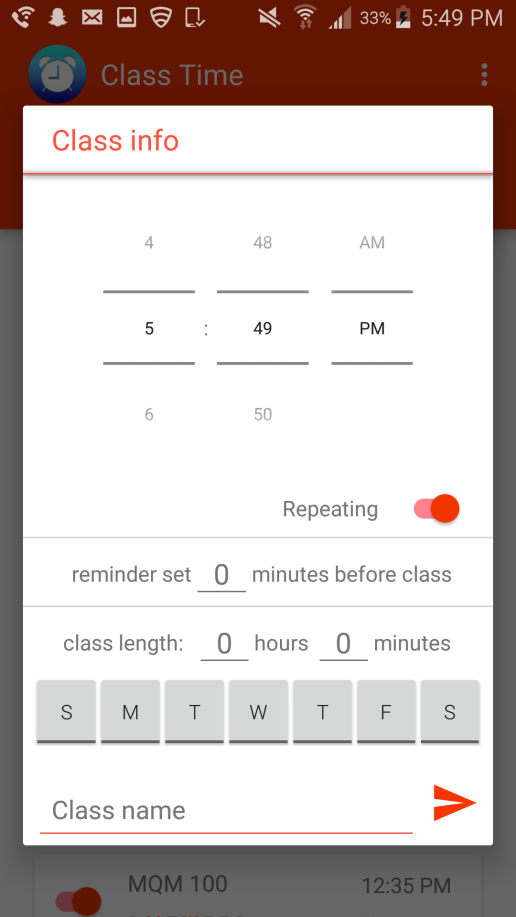 33% 5:49 PM
Class Time
Class info
4 48 AM
5 : 49 PM
6 50
Repeating
reminder set 0 minutes before class
class length: 0 hours 0 minutes
S M T W T F S
Class name
MQM 100 12:35 PM